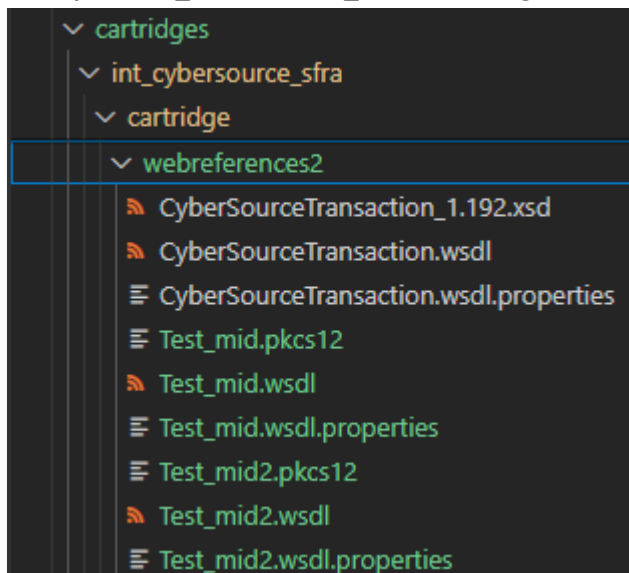 cartridges
int_cybersource_sfra
cartridge
webreferences2
CyberSourceTransaction_1.192.xsd
CyberSourceTransaction.wsdl
CyberSourceTransaction.wsdl.properties
Test_mid.pkcs12
Test_mid.wsdl
Test_mid.wsdl.properties
Test_mid2.pkcs12
Test_mid2.wsdl
Test_mid2.wsdl.properties